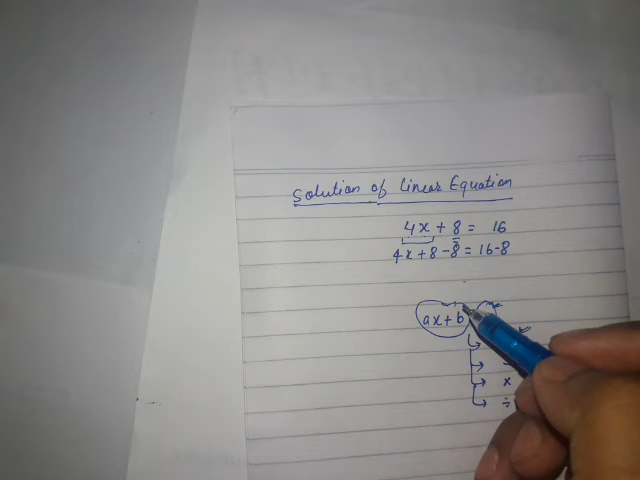 Solution of Linear Equation
4x + 8 = 16
4x + 8 - 8 = 16 - 8
ax + b
-
×
÷